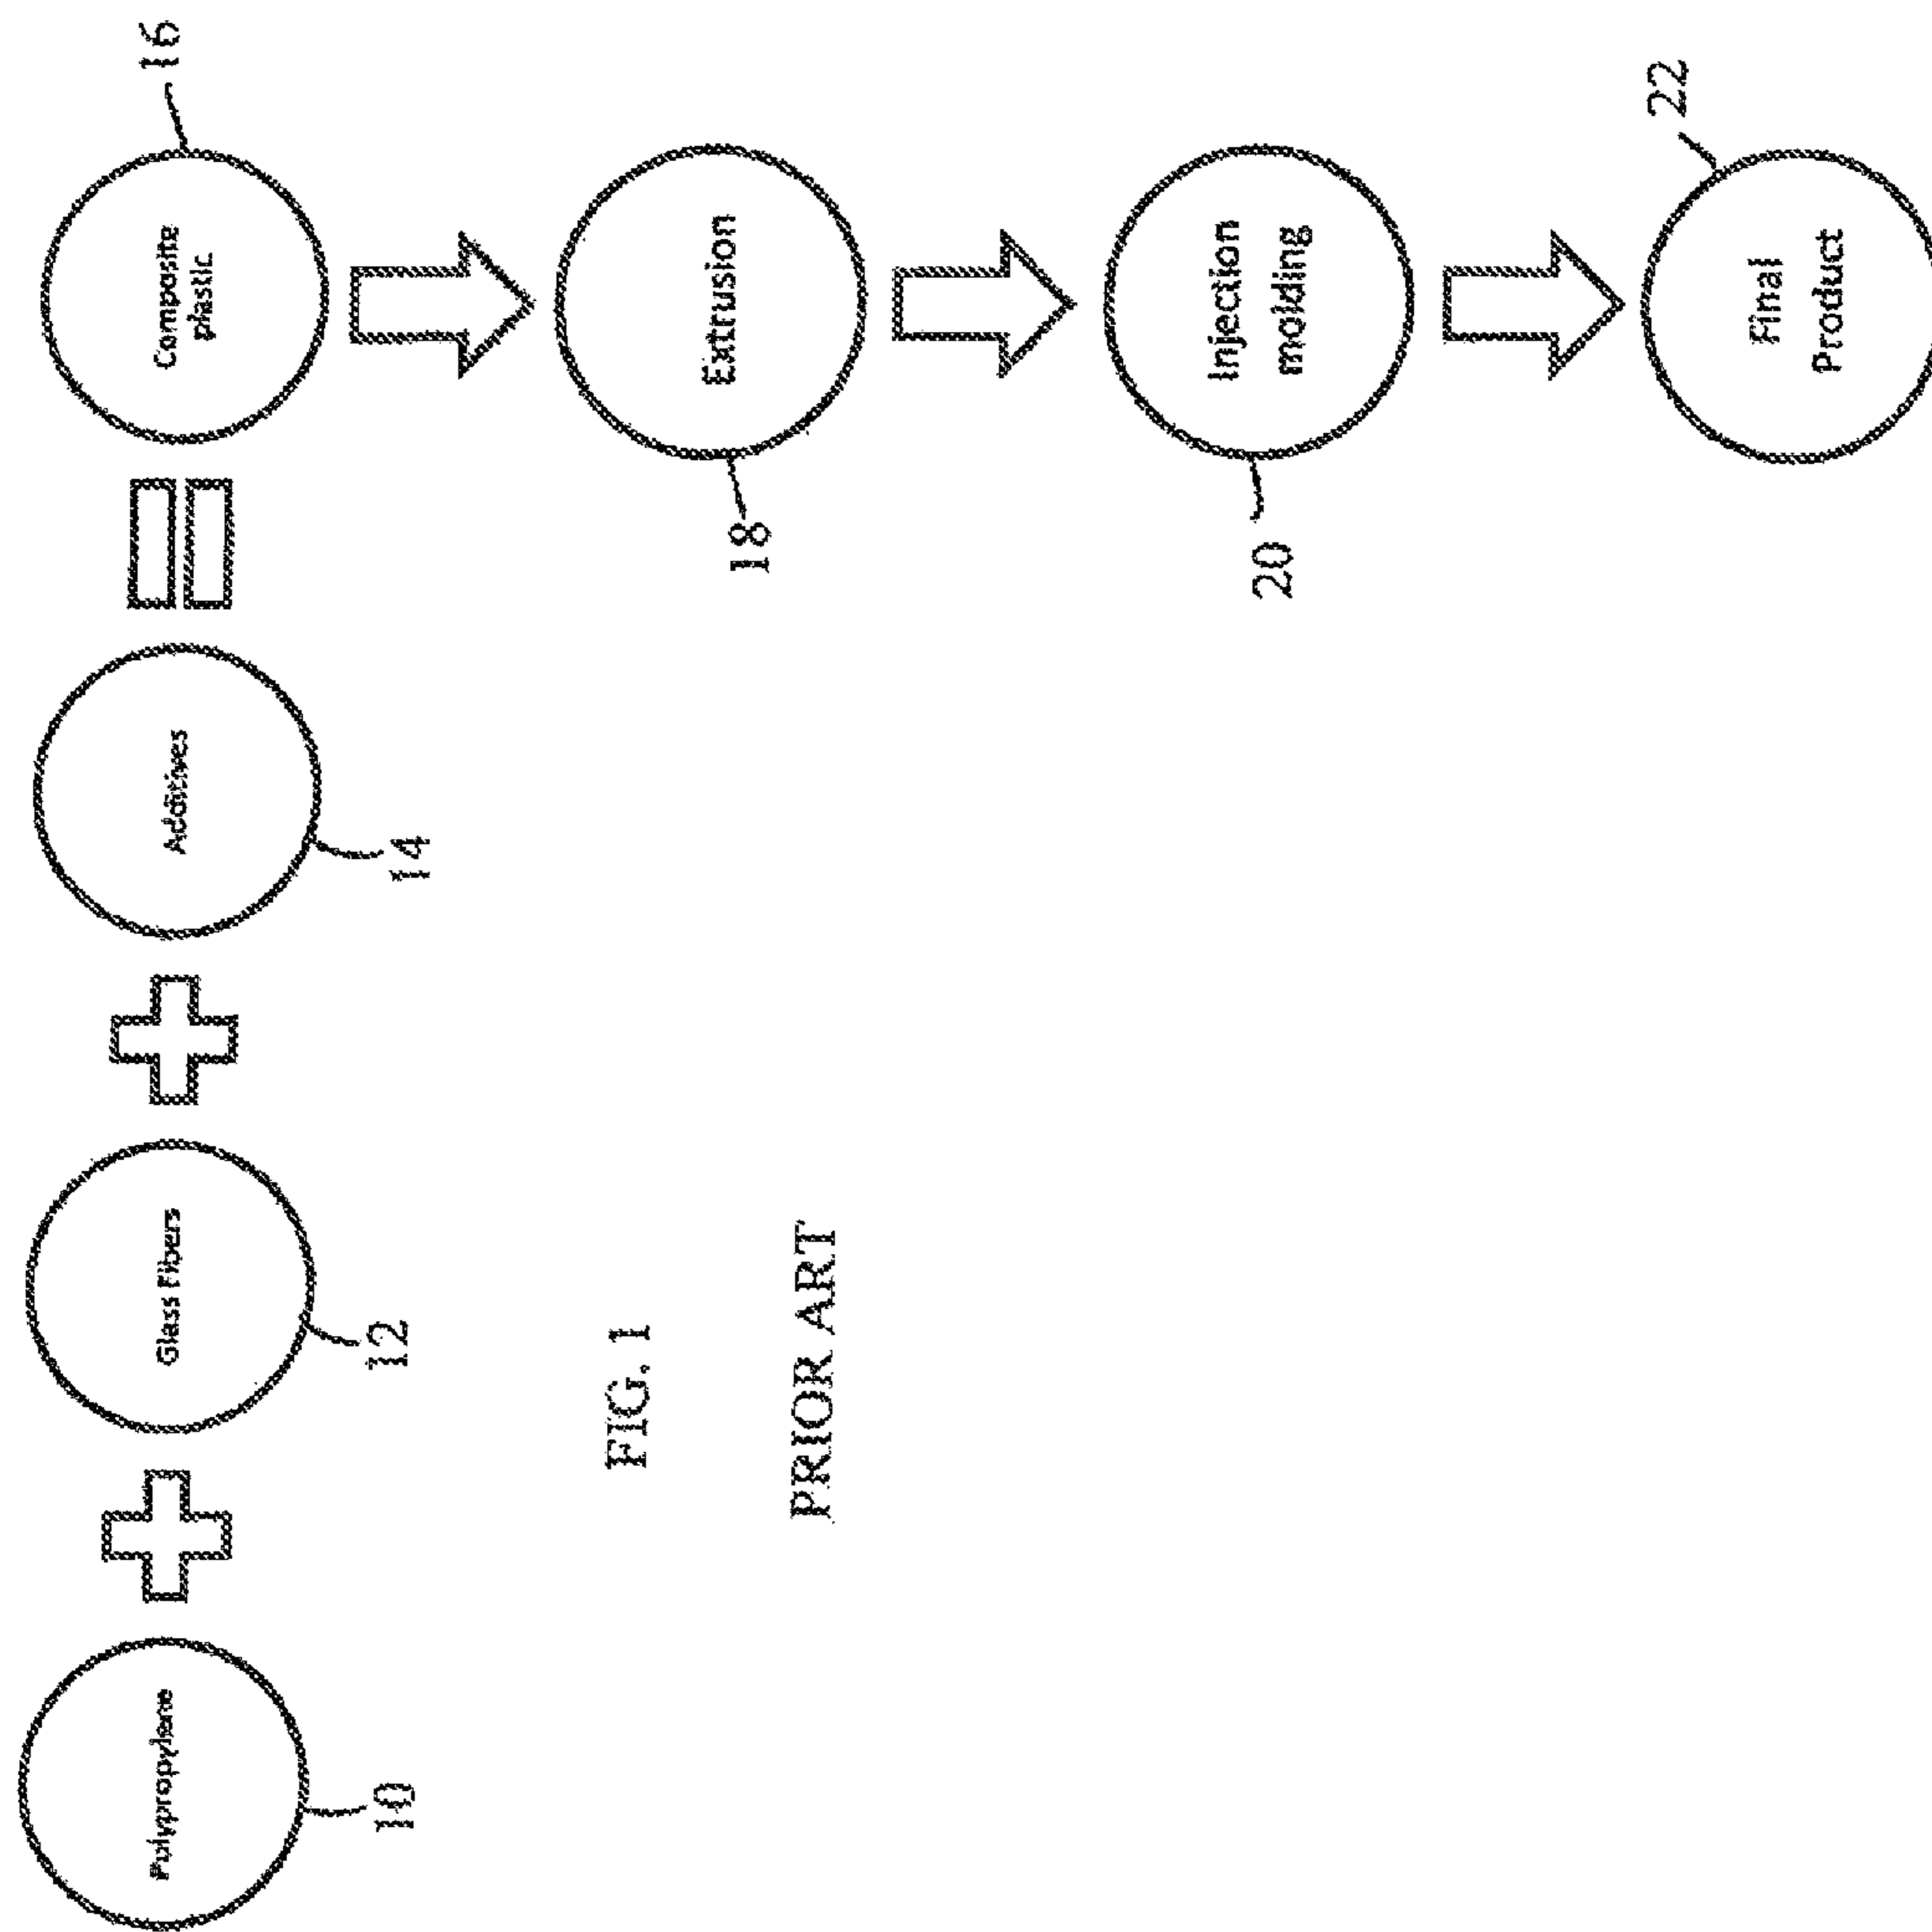 Polypropylene
10
Glass Fibers
12
Additives
14
Composite
plastic
16
Extrusion
18
Injection
molding
20
Final
Product
22
FIG. 1
PRIOR ART